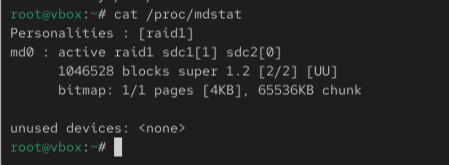 root@vbox:~# cat /proc/mdstat
Personalities : [raid1]
md0 : active raid1 sdc1[1] sdc2[0]
      1046528 blocks super 1.2 [2/2] [UU]
      bitmap: 1/1 pages [4KB], 65536KB chunk

unused devices: <none>
root@vbox:~#